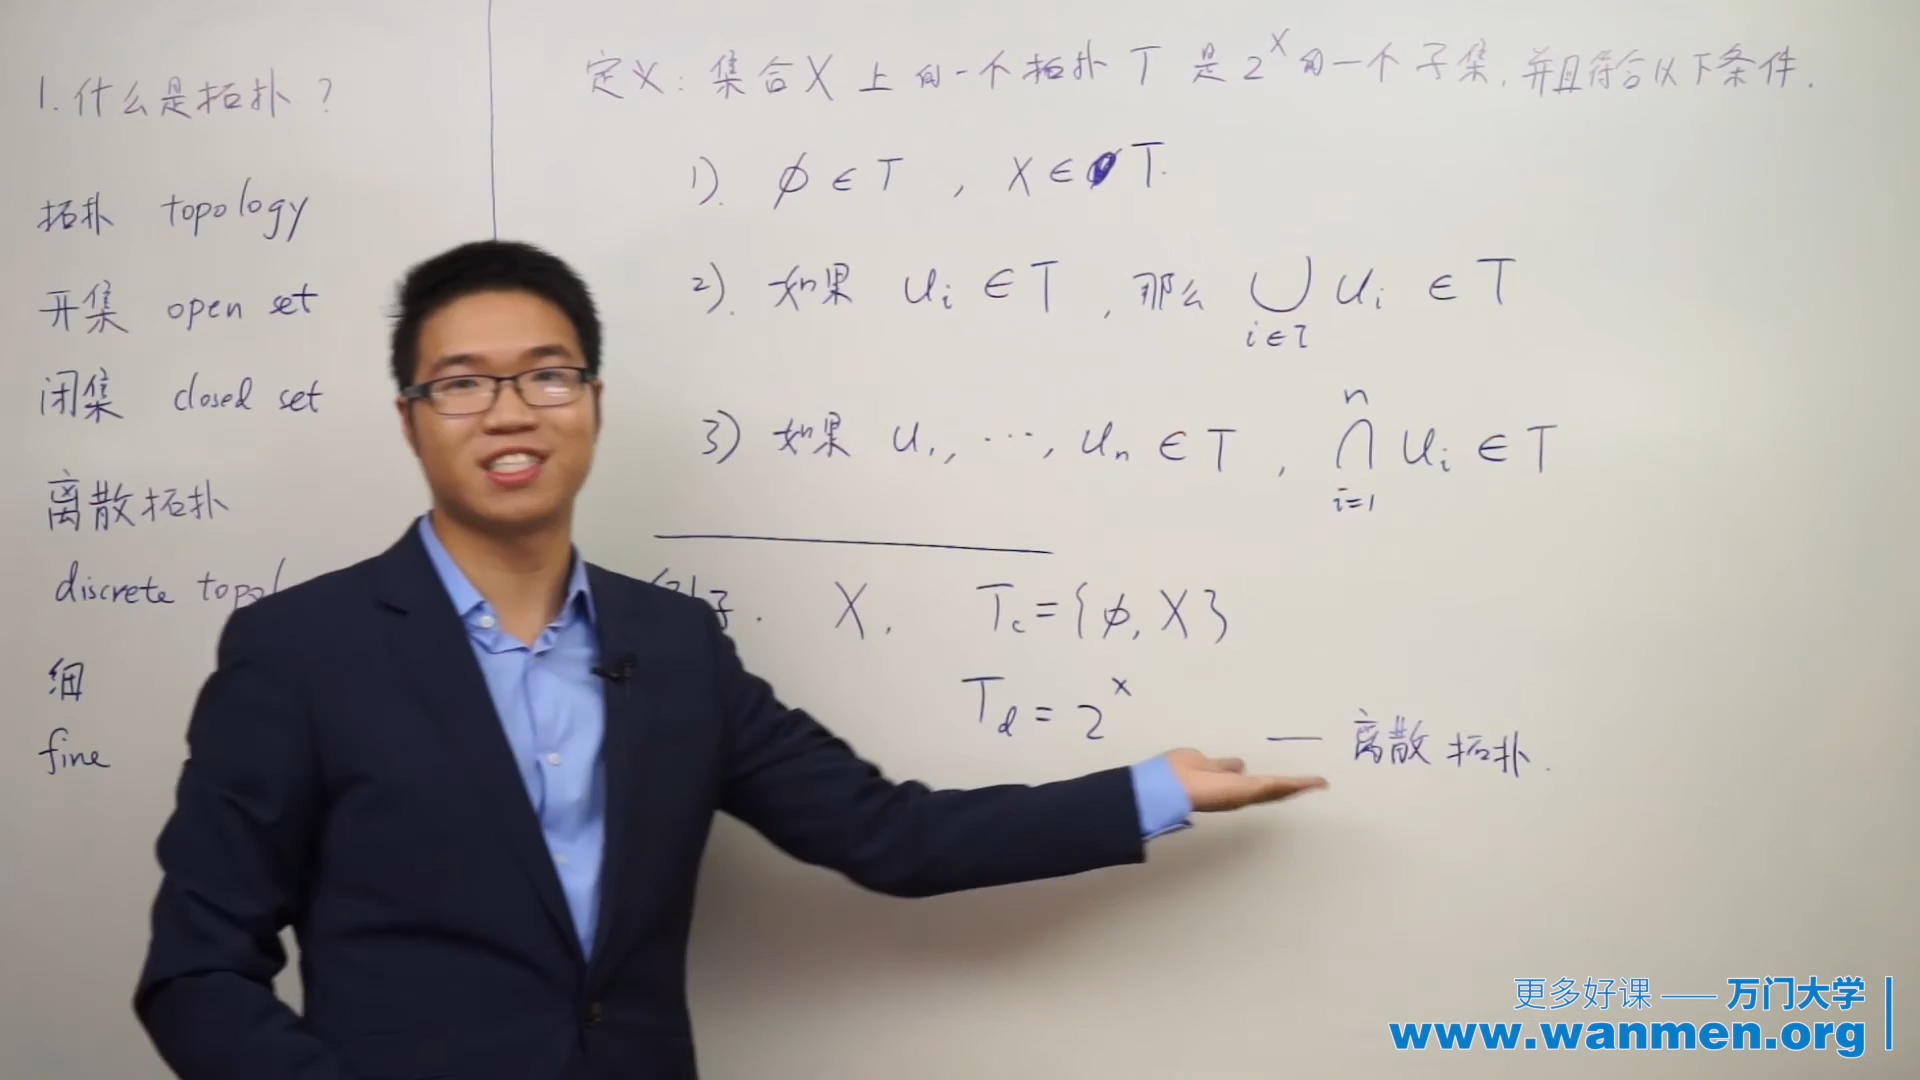 1. 什么是拓扑?
拓扑 topology
开集 open set
闭集 closed set
离散拓扑
discrete topol
细
fine
定义: 集合X上的一个拓扑 T 是 2^X 的一个子集, 并且符合以下条件.
1). ϕ ∈ T , X ∈ T.
2). 如果 U_i ∈ T , 那么 ⋃_{i∈I} U_i ∈ T
3) 如果 U_1, ⋯, U_n ∈ T , ⋂_{i=1}^{n} U_i ∈ T
例子. X. T_c = {ϕ, X}
T_d = 2^X — 离散拓扑.
更多好课 —— 万门大学
www.wanmen.org